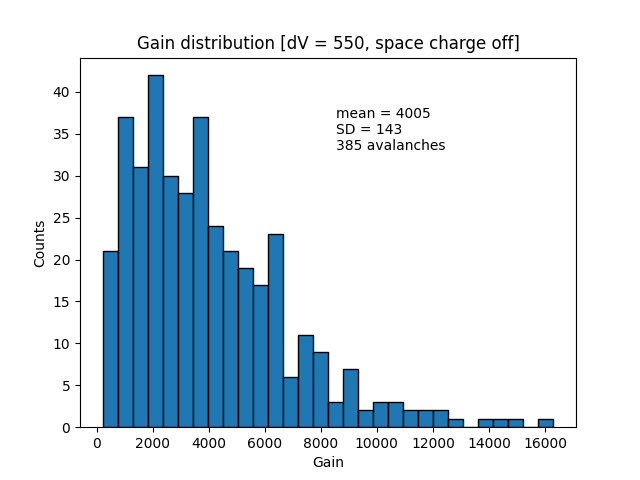 Gain distribution [dV = 550, space charge off]
mean = 4005
SD = 143
385 avalanches
Counts
40
35
30
25
20
15
10
5
0
0 2000 4000 6000 8000 10000 12000 14000 16000
Gain